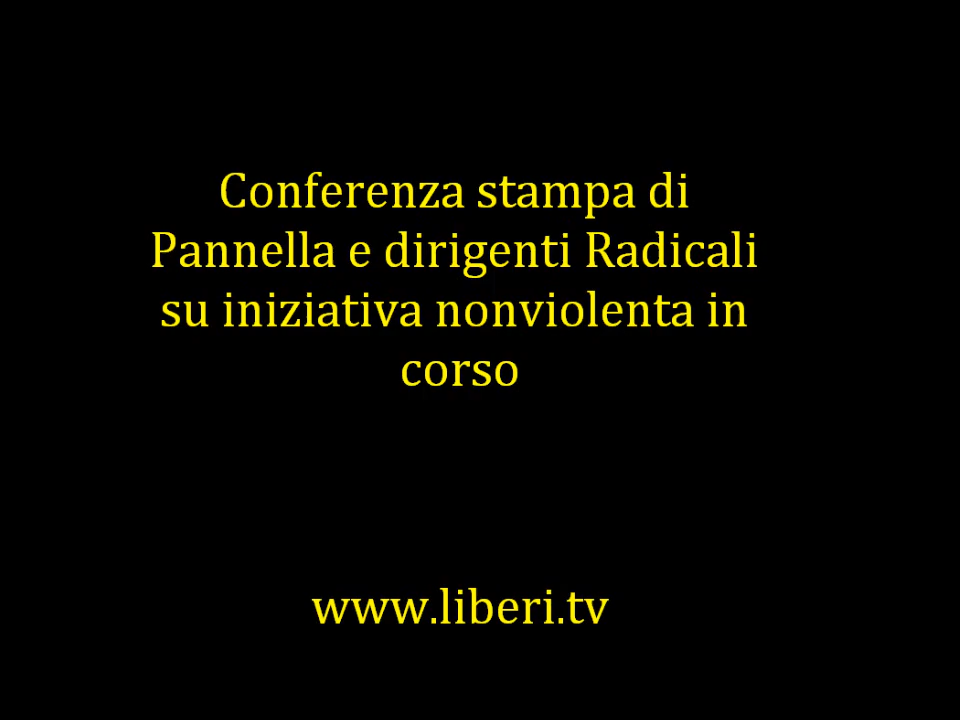 Conferenza stampa di
Pannella e dirigenti Radicali
su iniziativa nonviolenta in
corso
www.liberi.tv